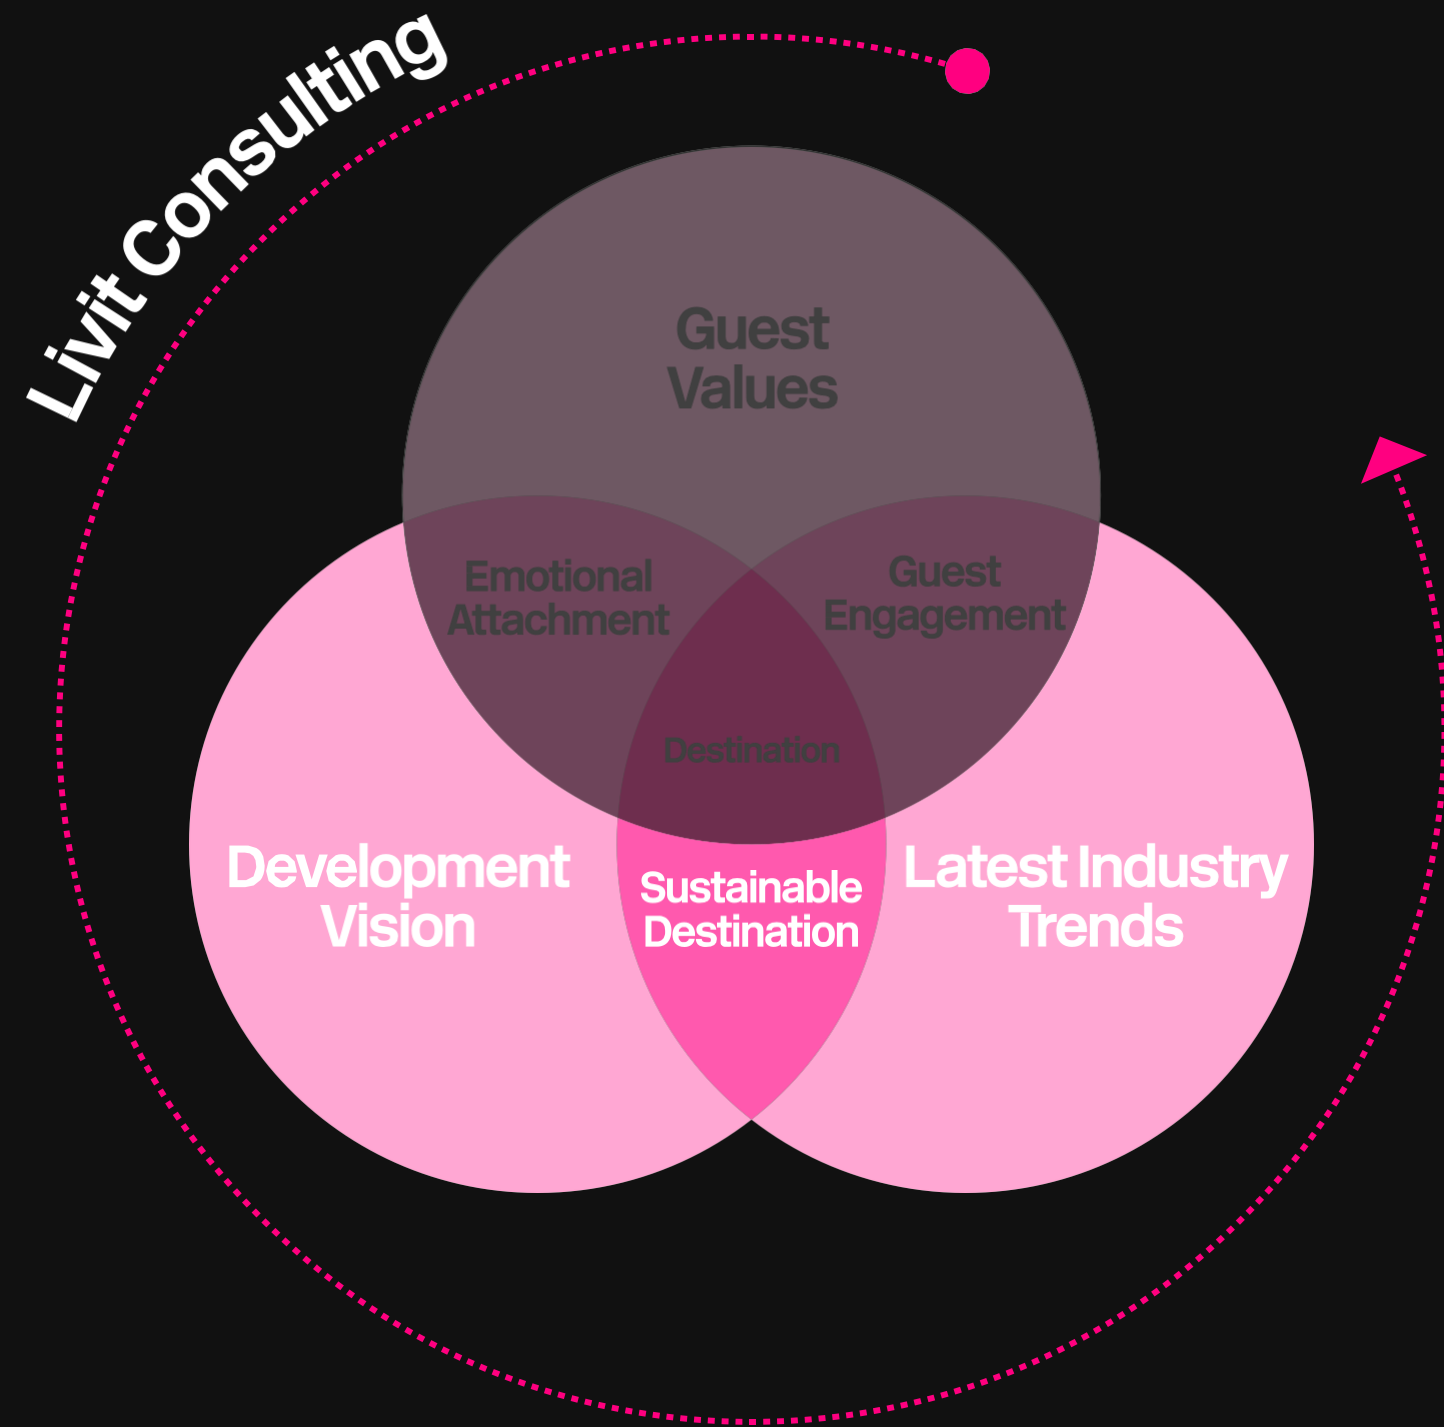 Livit Consulting
Guest
Values
Emotional
Attachment
Guest
Engagement
Destination
Development
Vision
Sustainable
Destination
Latest Industry
Trends